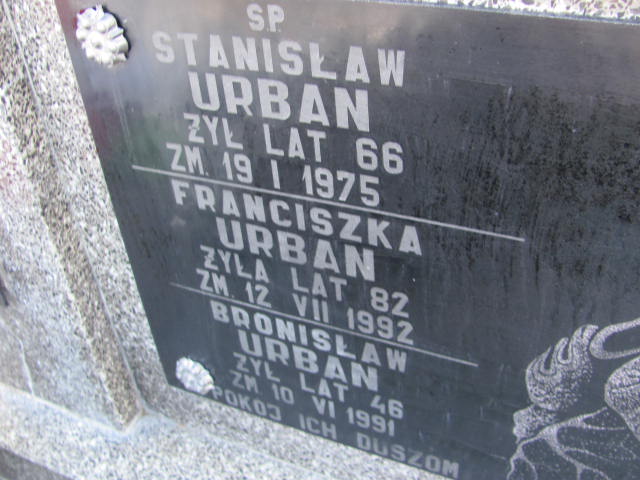 ŚP.
STANISŁAW
URBAN
ŻYŁ LAT 66
ZM. 19 I 1975
FRANCISZKA
URBAN
ŻYŁA LAT 82
ZM. 12 VII 1992
BRONISŁAW
URBAN
ŻYŁ LAT 46
ZM 10 VI 1991
POKÓJ ICH DUSZOM